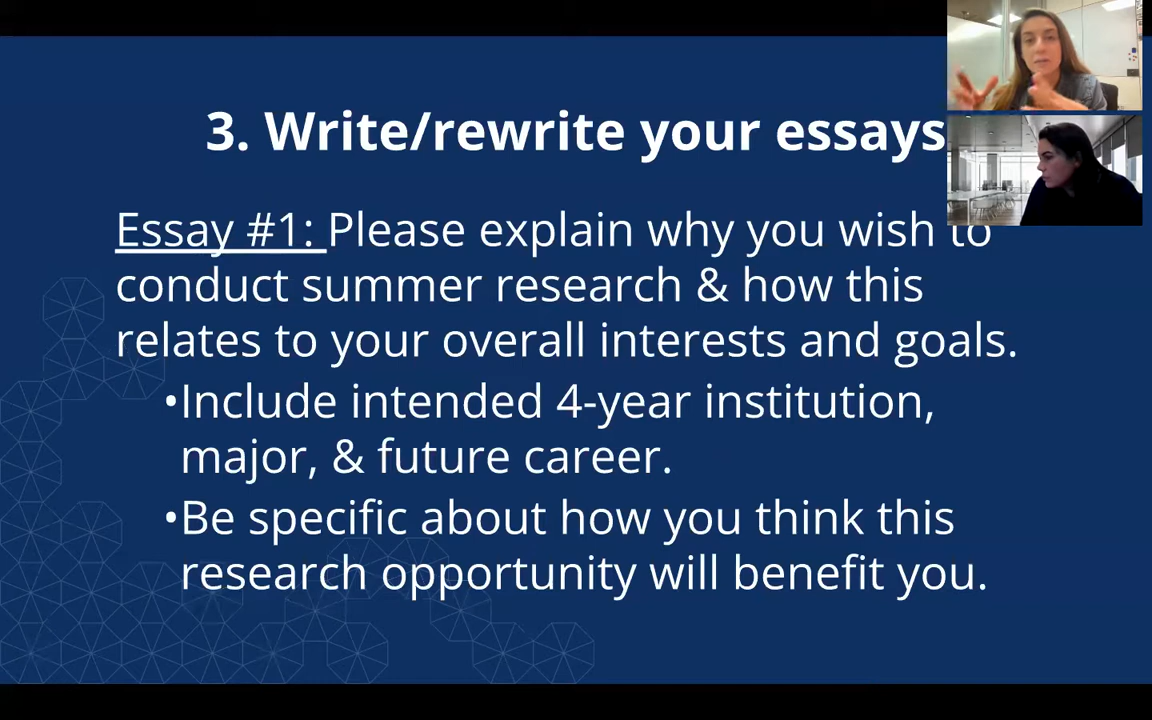 3. Write/rewrite your essays
Essay #1: Please explain why you wish to
conduct summer research & how this
relates to your overall interests and goals.
•Include intended 4-year institution,
major, & future career.
•Be specific about how you think this
research opportunity will benefit you.